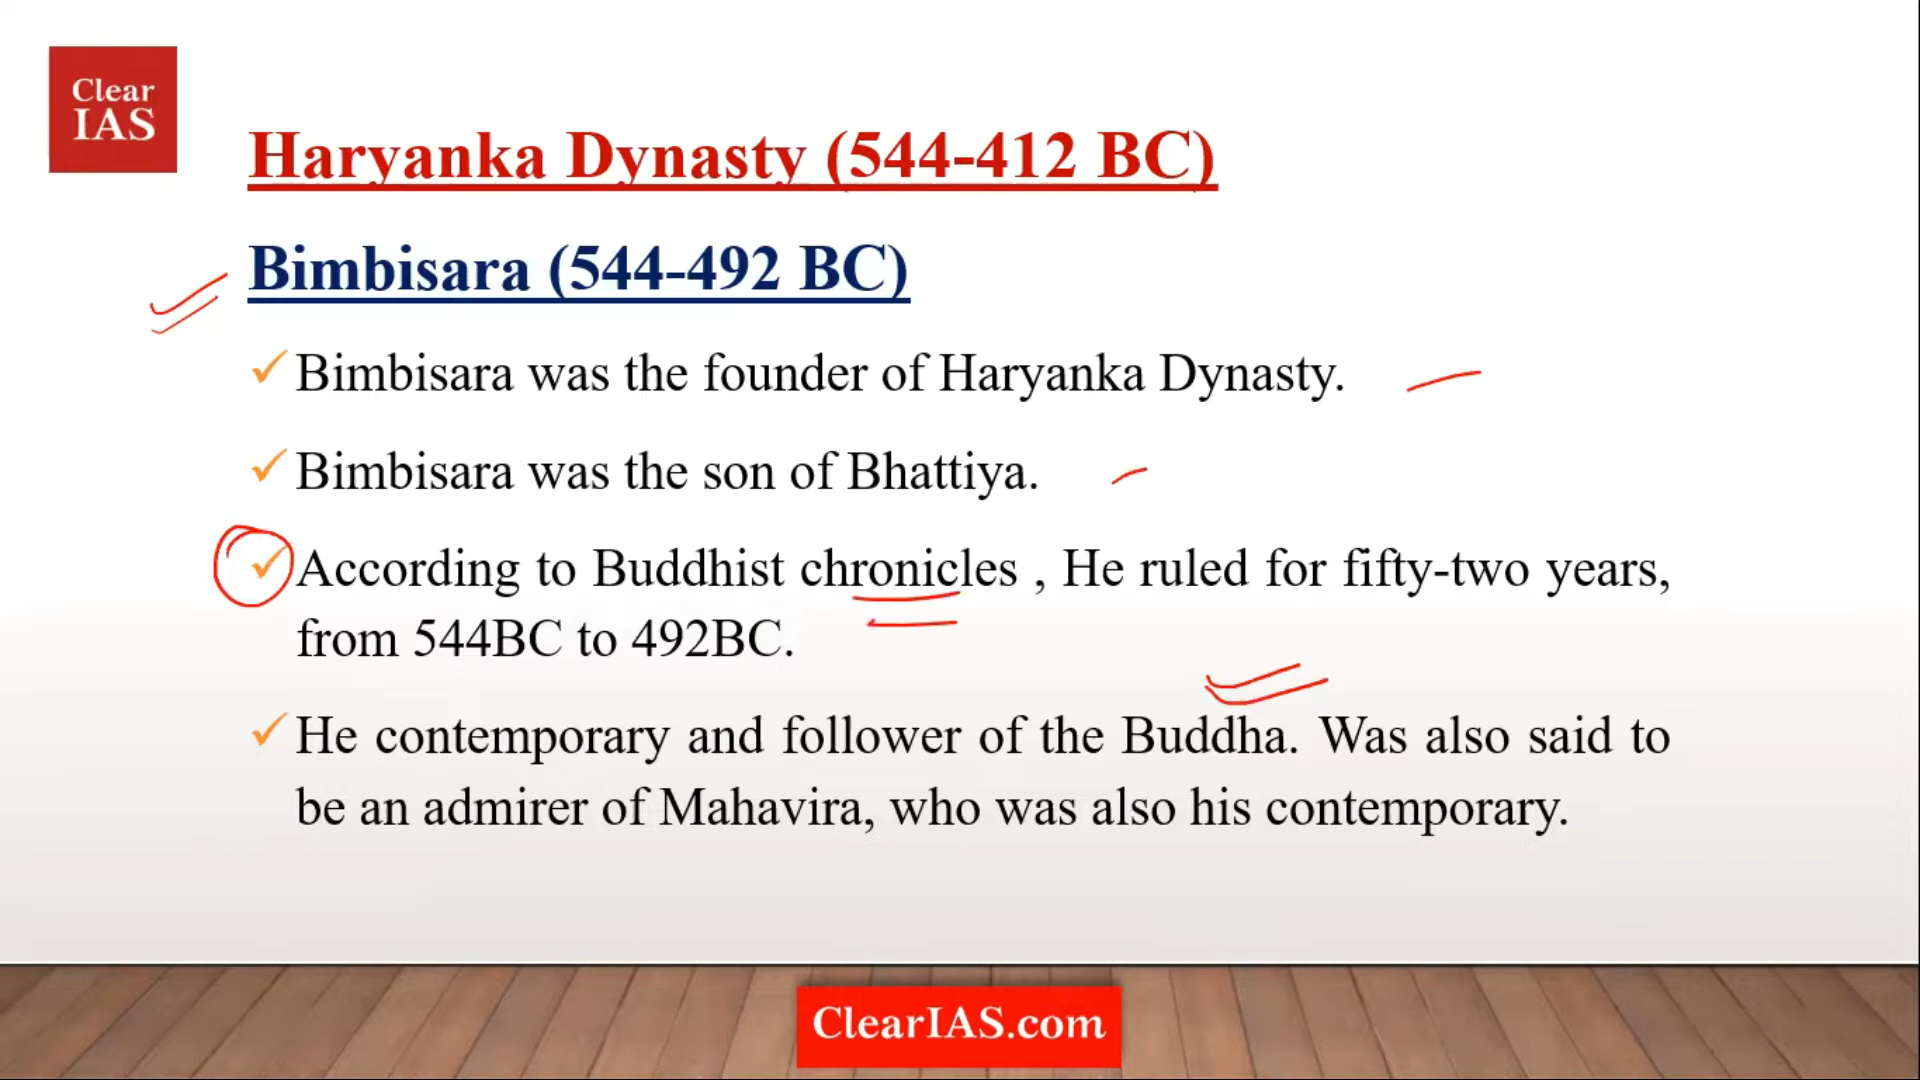 Clear
IAS
Haryanka Dynasty (544-412 BC)
Bimbisara (544-492 BC)
Bimbisara was the founder of Haryanka Dynasty.
Bimbisara was the son of Bhattiya.
According to Buddhist chronicles , He ruled for fifty-two years,
from 544BC to 492BC.
He contemporary and follower of the Buddha. Was also said to
be an admirer of Mahavira, who was also his contemporary.
ClearIAS.com